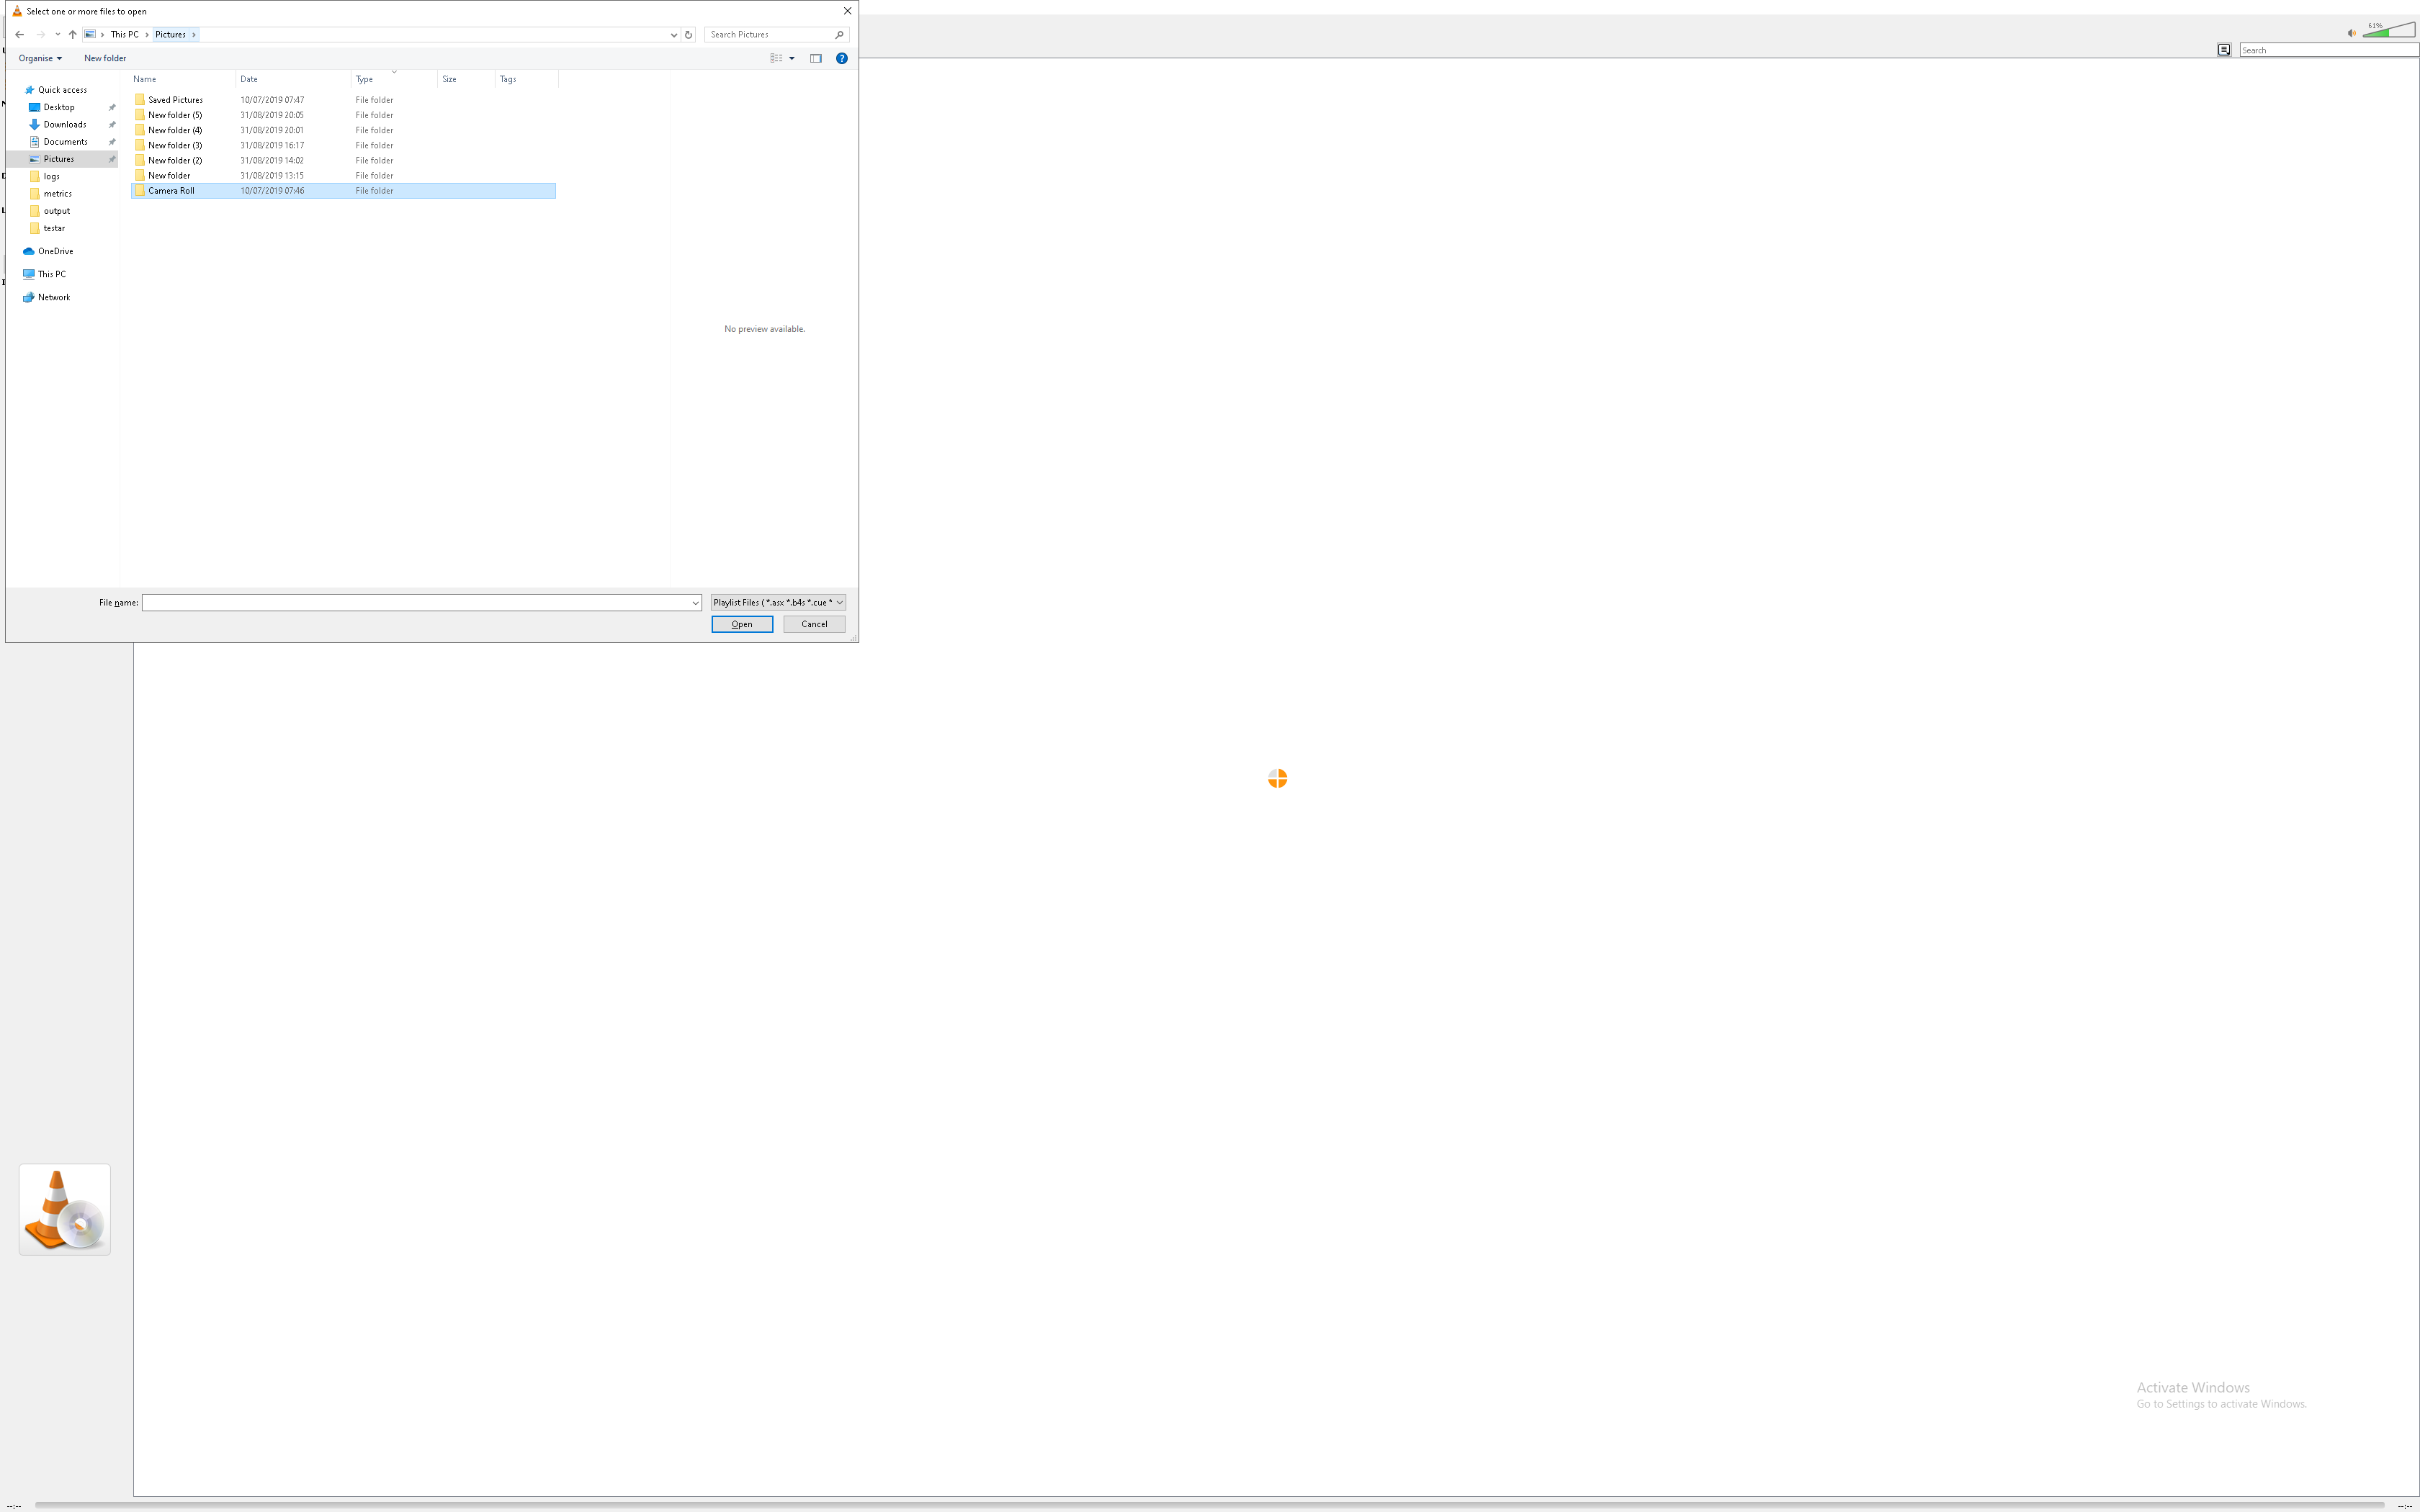 Select one or more files to open
This PC
Pictures
Search Pictures
61%
Organise
New folder
Search
Name
Date
Type
Size
Tags
Quick access
Desktop
Downloads
Documents
Pictures
logs
metrics
output
testar
OneDrive
This PC
Network
Saved Pictures 10/07/2019 07:47 File folder
New folder (5) 31/08/2019 20:05 File folder
New folder (4) 31/08/2019 20:01 File folder
New folder (3) 31/08/2019 16:17 File folder
New folder (2) 31/08/2019 14:02 File folder
New folder 31/08/2019 13:15 File folder
Camera Roll 10/07/2019 07:46 File folder
No preview available.
File name:
Playlist Files ( *.asx *.b4s *.cue *
Open
Cancel
Activate Windows
Go to Settings to activate Windows.
--:--
--:--